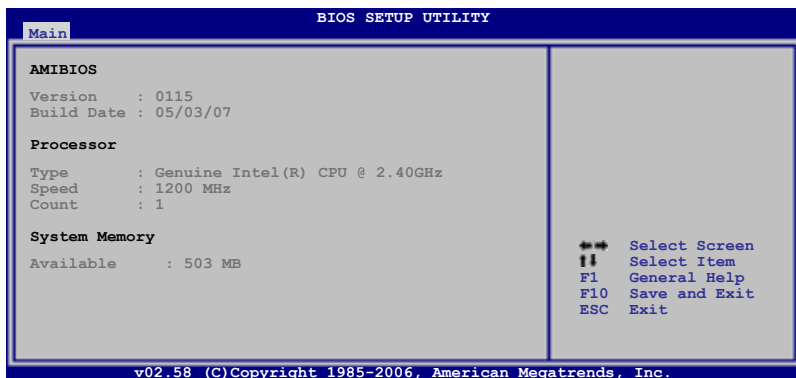 BIOS SETUP UTILITY
Main
AMIBIOS
Version : 0115
Build Date : 05/03/07
Processor
Type : Genuine Intel(R) CPU @ 2.40GHz
Speed : 1200 MHz
Count : 1
System Memory
Available : 503 MB
←→ Select Screen
↑↓ Select Item
F1 General Help
F10 Save and Exit
ESC Exit
v02.58 (C)Copyright 1985-2006, American Megatrends, Inc.